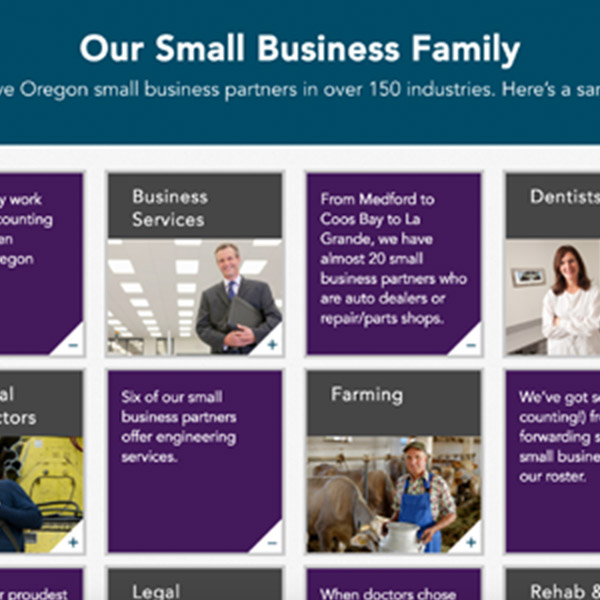 Our Small Business Family
ve Oregon small business partners in over 150 industries. Here's a sar
y work
counting
en
regon
−
Business
Services
+
From Medford to
Coos Bay to La
Grande, we have
almost 20 small
business partners who
are auto dealers or
repair/parts shops.
−
Dentists
al
ctors
+
Six of our small
business partners
offer engineering
services.
−
Farming
+
We've got s
counting!) fr
forwarding s
small busine
our roster.
r proudest
Legal
When doctors chose
Rehab &